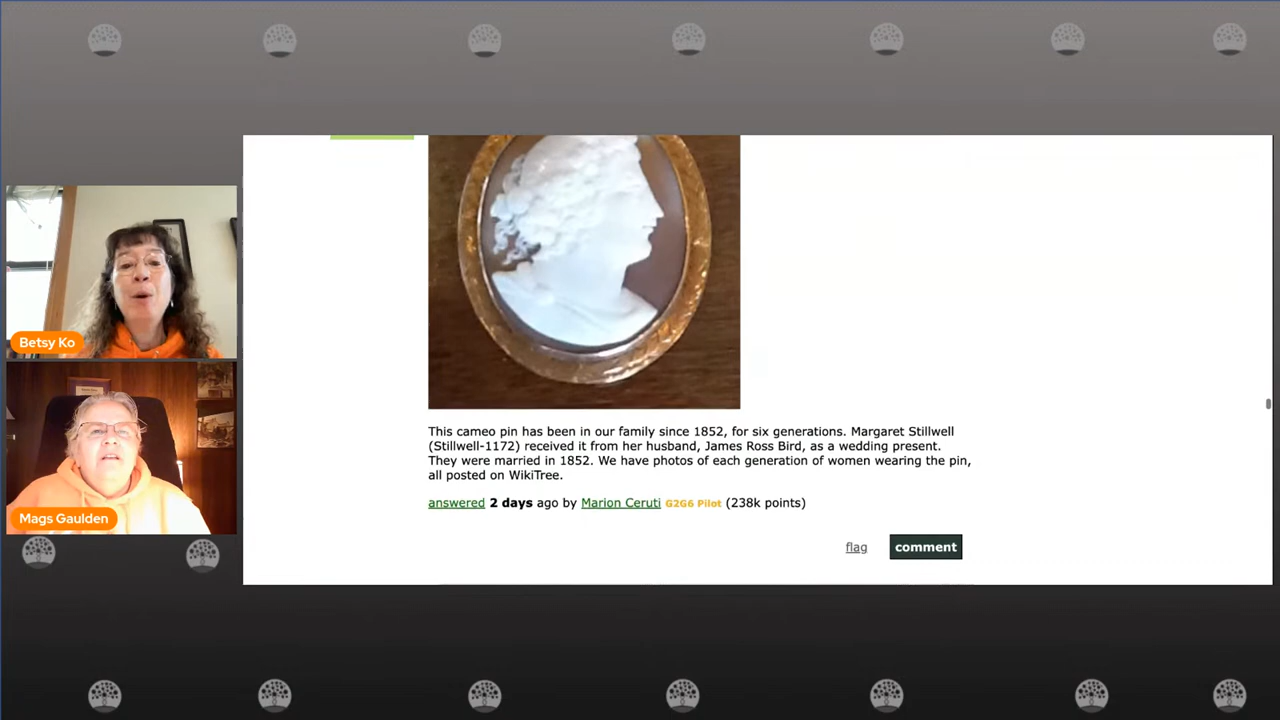 Betsy Ko
Mags Gaulden
This cameo pin has been in our family since 1852, for six generations. Margaret Stillwell
(Stillwell-1172) received it from her husband, James Ross Bird, as a wedding present.
They were married in 1852. We have photos of each generation of women wearing the pin,
all posted on WikiTree.
answered 2 days ago by Marion Ceruti G2G6 Pilot (238k points)
flag comment